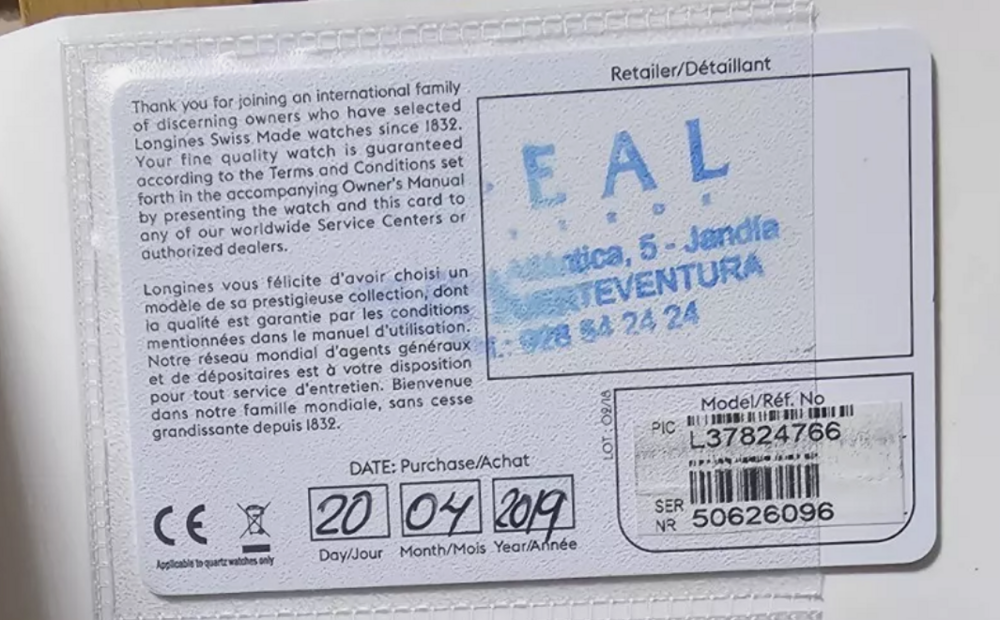 Thank you for joining an international family
of discerning owners who have selected
Longines Swiss Made watches since 1832.
Your fine quality watch is guaranteed
according to the Terms and Conditions set
forth in the accompanying Owner's Manual
by presenting the watch and this card to
any of our worldwide Service Centers or
authorized dealers.
Longines vous félicite d'avoir choisi un
modèle de sa prestigieuse collection, dont
la qualité est garantie par les conditions
mentionnées dans le manuel d'utilisation.
Notre réseau mondial d'agents généraux
et de dépositaires est à votre disposition
pour tout service d'entretien. Bienvenue
dans notre famille mondiale, sans cesse
grandissante depuis 1832.
Retailer/Détaillant
E A L
5 - Jandía
928 54 24 24
LOT : 02/18
Model/Réf. No
PIC L37824766
SER NR 50626096
DATE: Purchase/Achat
20 04 2019
Day/Jour Month/Mois Year/Année
CE
Applicable to quartz watches only